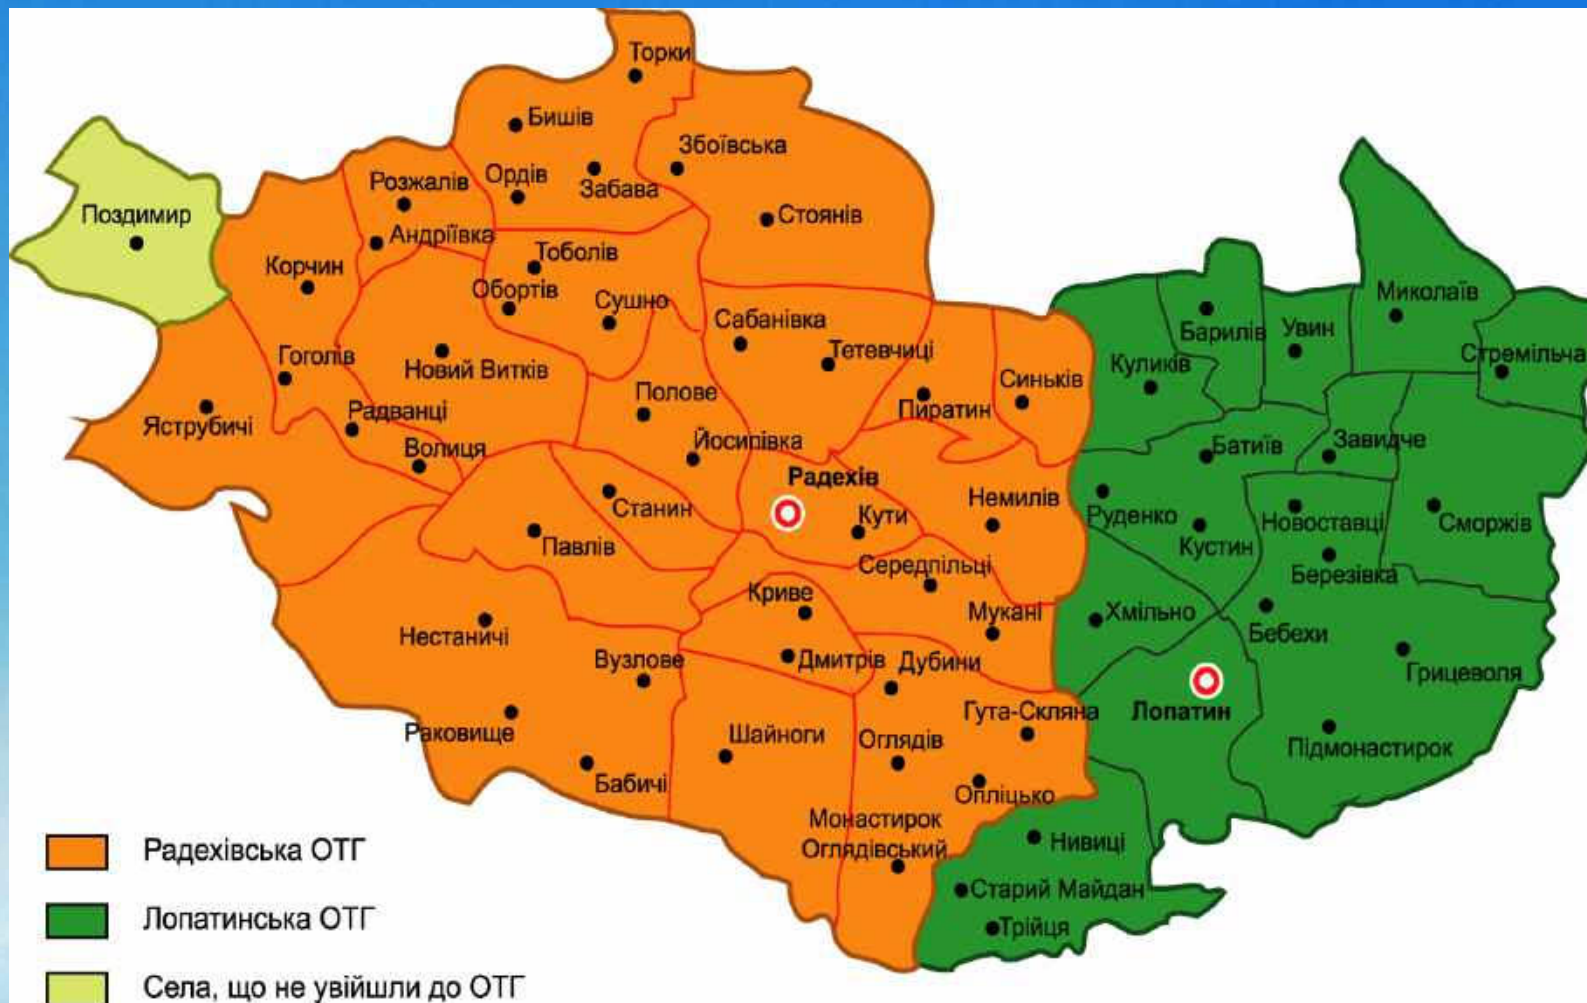 Торки
Бишів
Збоївська
Розжалів
Ордів
Забава
Поздимир
Стоянів
Андріївка
Тоболів
Корчин
Обортів
Сушно
Миколаїв
Сабанівка
Барилів
Увин
Тетевчиці
Стремільча
Гоголів
Новий Витків
Куликів
Синьків
Полове
Пиратин
Яструбичі
Радванці
Волиця
Йосипівка
Батиїв
Завидче
Радехів
Немилів
Станин
Кути
Руденко
Новоставці
Сморжів
Павлів
Кустин
Середпільці
Березівка
Криве
Мукані
Хмільно
Нестаничі
Бебехи
Вузлове
Дмитрів
Дубини
Грицеволя
Гута-Скляна
Лопатин
Раковище
Шайноги
Оглядів
Підмонастирок
Бабичі
Опліцько
Монастирок
Оглядівський
Нивиці
Старий Майдан
Трійця
Радехівська ОТГ
Лопатинська ОТГ
Села, що не увійшли до ОТГ